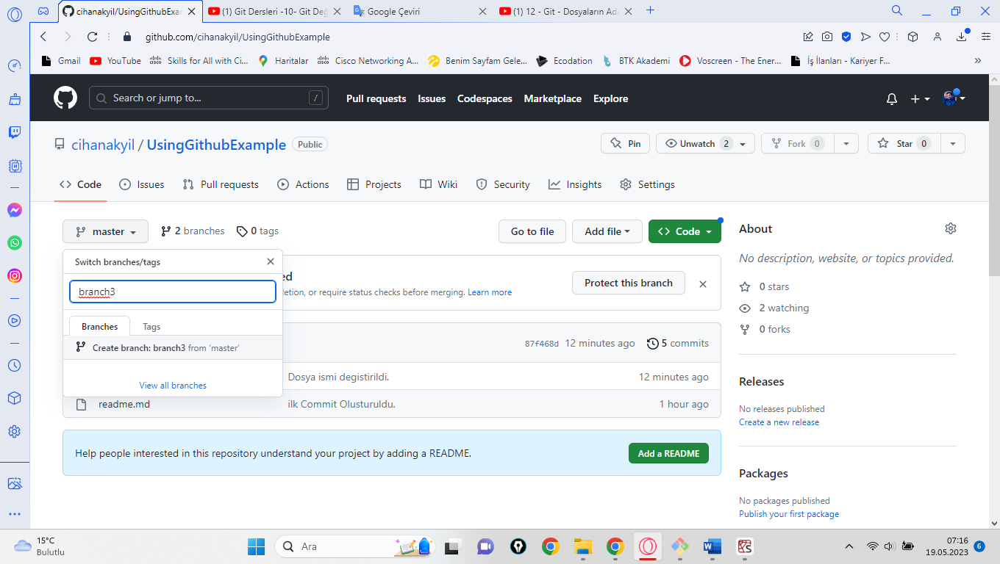 cihanakyil/UsingGithubExar
(1) Git Dersleri -10- Git Değ
Google Çeviri
(1) 12 - Git - Dosyaların Adı
github.com/cihanakyil/UsingGithubExample
Gmail
YouTube
Skills for All with Ci...
Haritalar
Cisco Networking A...
Benim Sayfam Gele...
Ecodation
BTK Akademi
Voscreen - The Ener...
İş İlanları - Kariyer F...
Search or jump to...
/
Pull requests
Issues
Codespaces
Marketplace
Explore
cihanakyil / UsingGithubExample
Public
Pin
Unwatch 2
Fork 0
Star 0
Code
Issues
Pull requests
Actions
Projects
Wiki
Security
Insights
Settings
master
2 branches
0 tags
Go to file
Add file
Code
Switch branches/tags
branch3
Branches
Tags
Create branch: branch3 from ‘master’
View all branches
ed
letion, or require status checks before merging. Learn more
Protect this branch
87f468d 12 minutes ago
5 commits
Dosya ismi degistirildi.
12 minutes ago
readme.md
ilk Commit Olusturuldu.
1 hour ago
Help people interested in this repository understand your project by adding a README.
Add a README
About
No description, website, or topics provided.
0 stars
2 watching
0 forks
Releases
No releases published
Create a new release
Packages
No packages published
Publish your first package
15°C
Bulutlu
Ara
07:16
19.05.2023
6